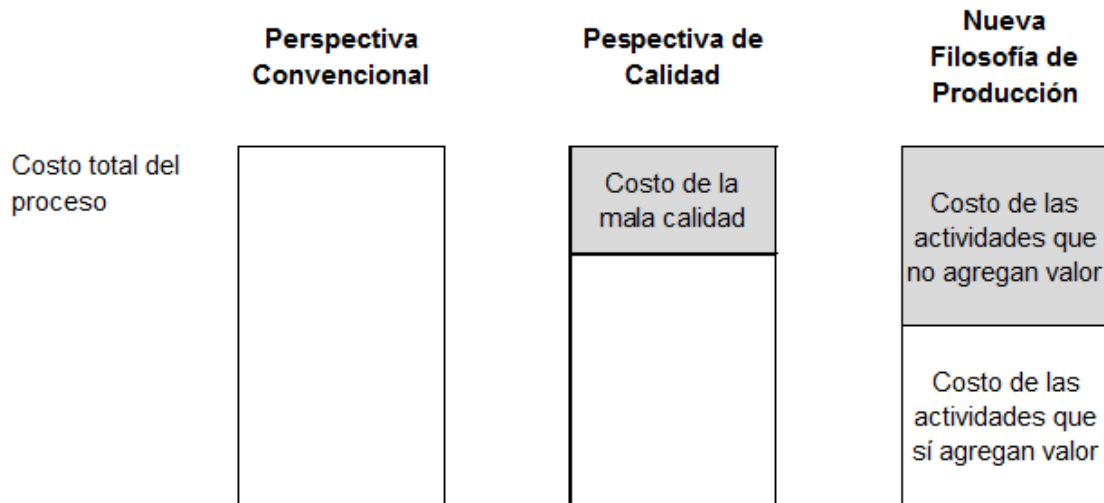 Perspectiva
Convencional
Pespectiva de
Calidad
Nueva
Filosofía de
Producción
Costo total del
proceso
Costo de la
mala calidad
Costo de las
actividades que
no agregan valor
Costo de las
actividades que
sí agregan valor